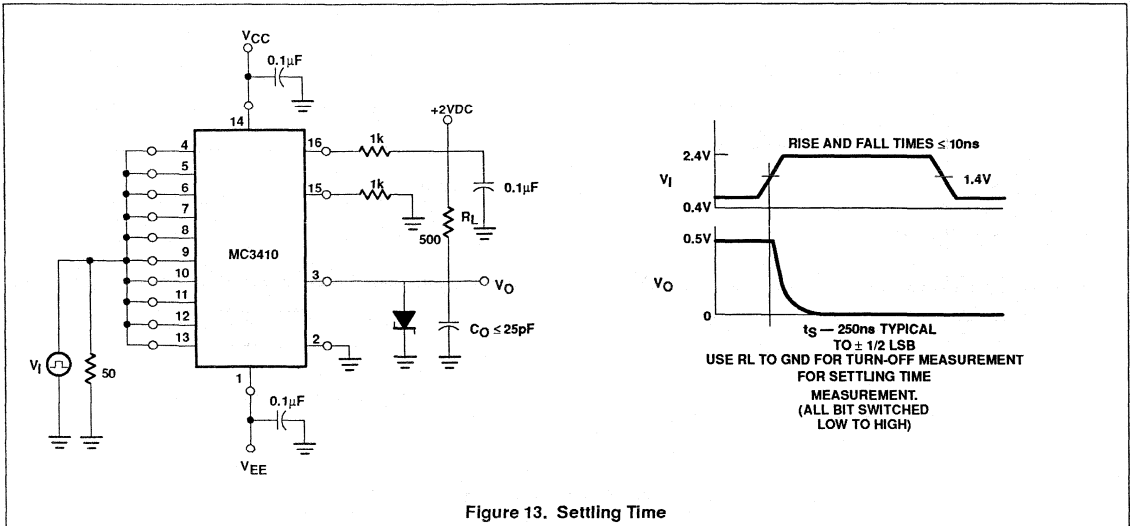 VCC
0.1µF
14
+2VDC
4
5
6
7
8
9
10
11
12
13
MC3410
16
1k
15
1k
0.1µF
RL
500
3
VO
CO ≤ 25pF
2
1
VI
50
0.1µF
VEE
RISE AND FALL TIMES ≤ 10ns
2.4V
VI
1.4V
0.4V
0.5V
VO
0
tS — 250ns TYPICAL
TO ± 1/2 LSB
USE RL TO GND FOR TURN-OFF MEASUREMENT
FOR SETTLING TIME
MEASUREMENT.
(ALL BIT SWITCHED
LOW TO HIGH)
Figure 13. Settling Time